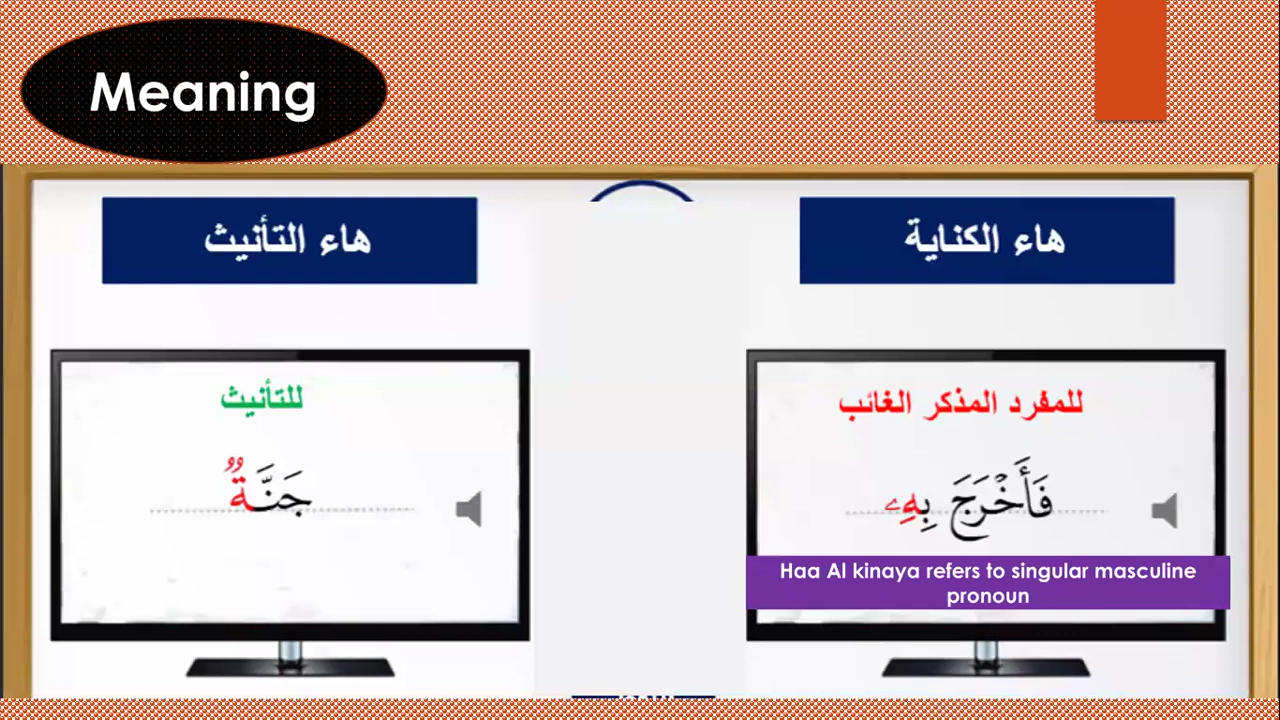 Meaning
هاء الكناية
هاء التأنيث
للمفرد المذكر الغائب
فَأَخْرَجَ بِهِۦ
Haa Al kinaya refers to singular masculine
pronoun
للتأنيث
جَنَّةٌ